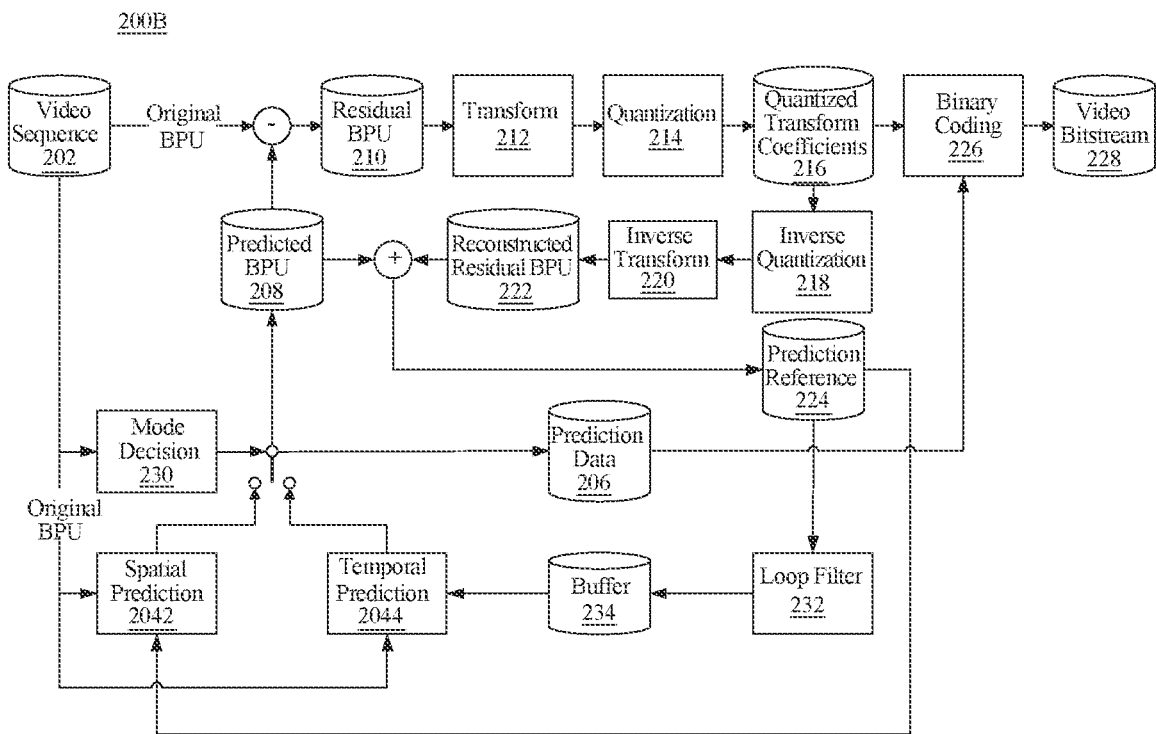 200B
Video
Sequence
202
Original
BPU
-
Residual
BPU
210
Transform
212
Quantization
214
Quantized
Transform
Coefficients
216
Binary
Coding
226
Video
Bitstream
228
Predicted
BPU
208
+
Reconstructed
Residual BPU
222
Inverse
Transform
220
Inverse
Quantization
218
Prediction
Reference
224
Mode
Decision
230
Prediction
Data
206
Original
BPU
Spatial
Prediction
2042
Temporal
Prediction
2044
Buffer
234
Loop Filter
232